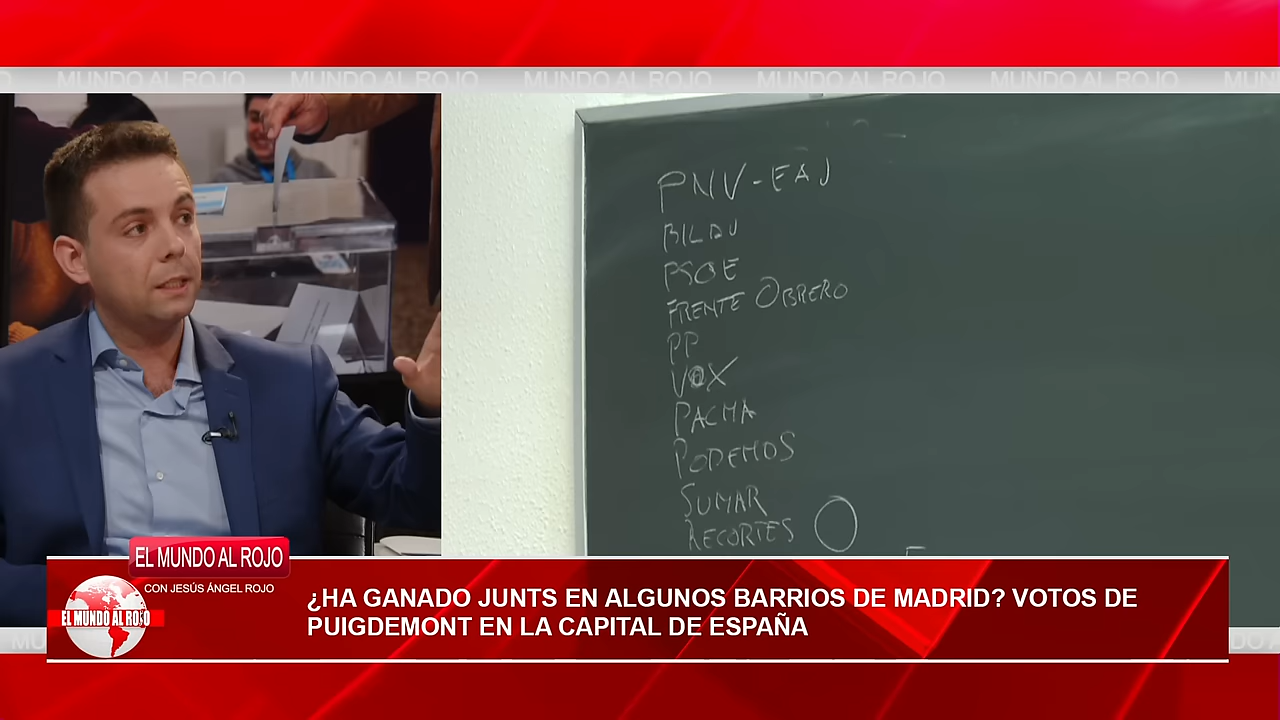 MUNDO AL ROJO MUNDO AL ROJO MUNDO AL ROJO MUNDO AL ROJO MUNDO AL ROJO
PNV-EAJ
BILDU
PSOE
FRENTE OBRERO
PP
VOX
PACMA
PODEMOS
SUMAR
RECORTES
EL MUNDO AL ROJO
CON JESÚS ÁNGEL ROJO
EL MUNDO AL ROJO
¿HA GANADO JUNTS EN ALGUNOS BARRIOS DE MADRID? VOTOS DE
PUIGDEMONT EN LA CAPITAL DE ESPAÑA